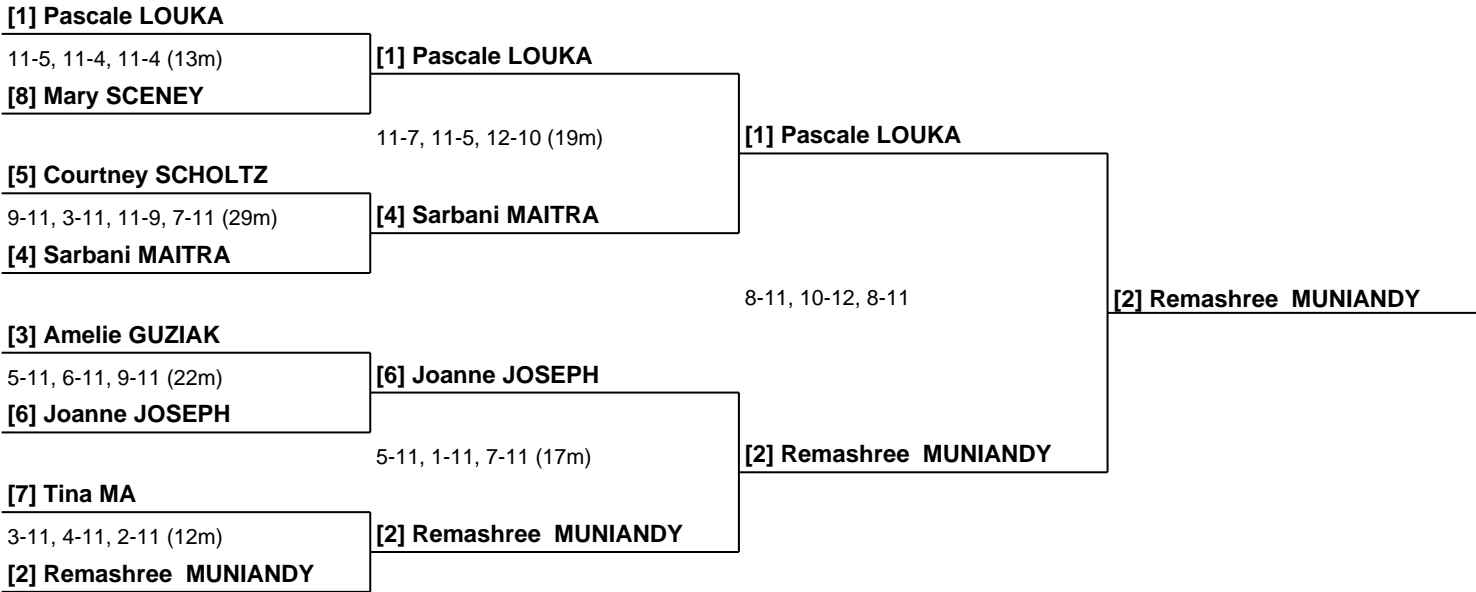 [1] Pascale LOUKA
11-5, 11-4, 11-4 (13m)
[8] Mary SCENEY
[5] Courtney SCHOLTZ
9-11, 3-11, 11-9, 7-11 (29m)
[4] Sarbani MAITRA
[3] Amelie GUZIAK
5-11, 6-11, 9-11 (22m)
[6] Joanne JOSEPH
[7] Tina MA
3-11, 4-11, 2-11 (12m)
[2] Remashree MUNIANDY
[1] Pascale LOUKA
11-7, 11-5, 12-10 (19m)
[4] Sarbani MAITRA
[6] Joanne JOSEPH
5-11, 1-11, 7-11 (17m)
[2] Remashree MUNIANDY
[1] Pascale LOUKA
8-11, 10-12, 8-11
[2] Remashree MUNIANDY
[2] Remashree MUNIANDY